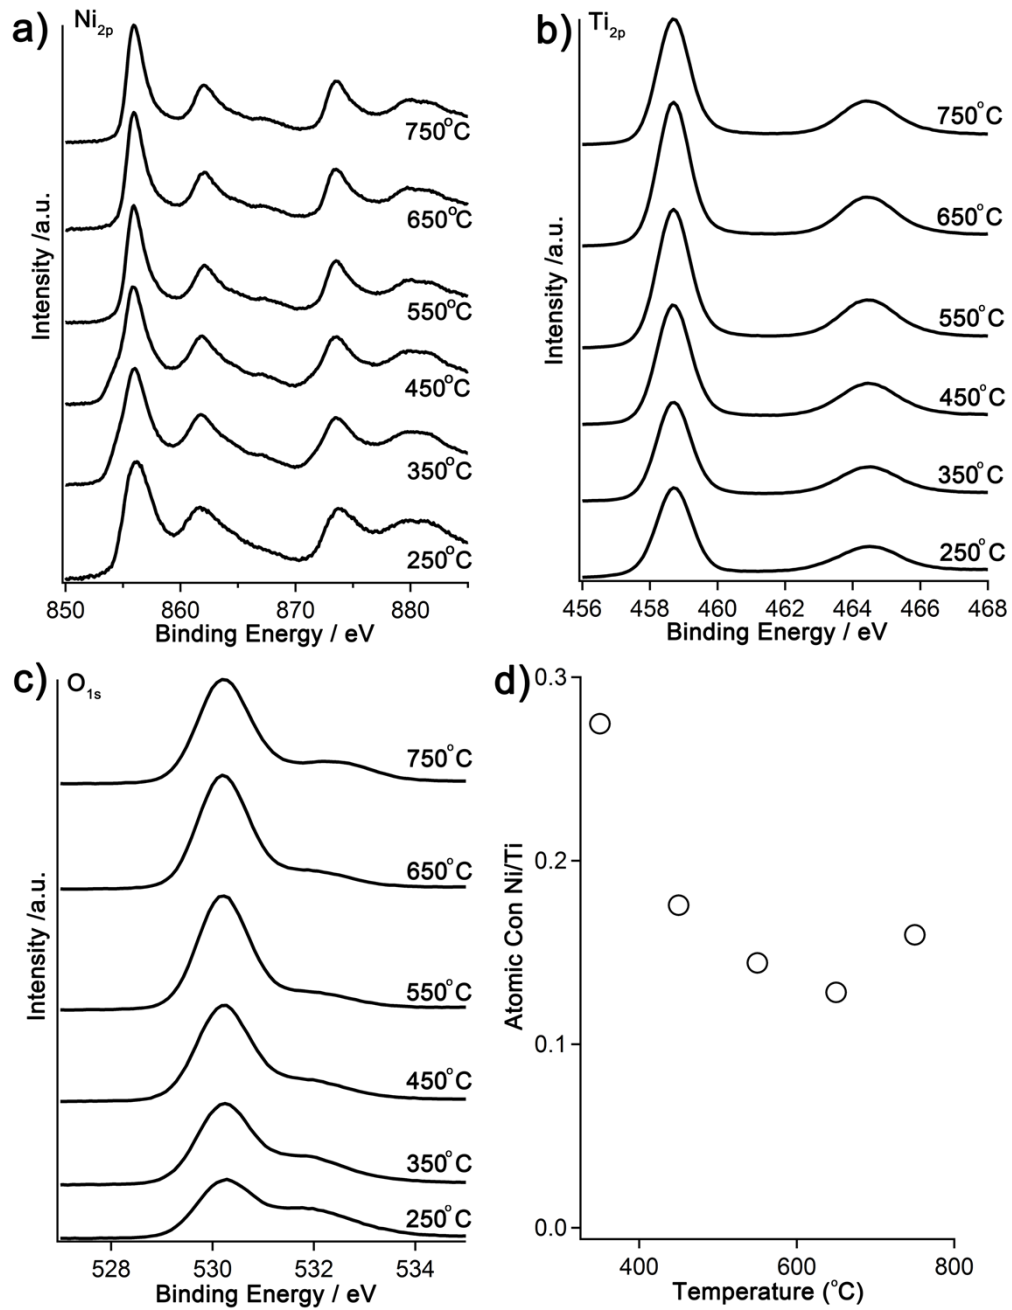 a) Ni2p
750°C
650°C
550°C
450°C
350°C
250°C
850 860 870 880
Binding Energy / eV
Intensity /a.u.
b) Ti2p
750°C
650°C
550°C
450°C
350°C
250°C
456 458 460 462 464 466 468
Binding Energy / eV
Intensity /a.u.
c) O1s
750°C
650°C
550°C
450°C
350°C
250°C
528 530 532 534
Binding Energy / eV
Intensity /a.u.
d)
0.3
0.2
0.1
0.0
400 600 800
Temperature (°C)
Atomic Con Ni/Ti